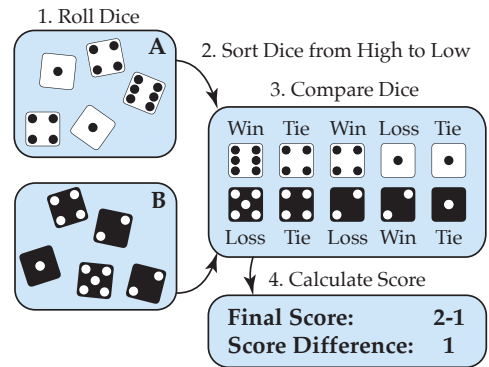 1. Roll Dice
A
2. Sort Dice from High to Low
3. Compare Dice
Win Tie Win Loss Tie
B
Loss Tie Loss Win Tie
4. Calculate Score
Final Score: 2-1
Score Difference: 1